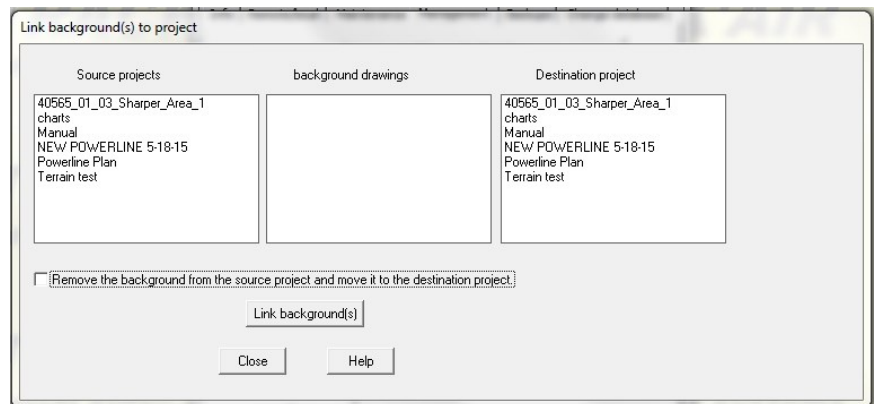 Link background(s) to project
Source projects
background drawings
Destination project
40565_01_03_Sharper_Area_1
charts
Manual
NEW POWERLINE 5-18-15
Powerline Plan
Terrain test
40565_01_03_Sharper_Area_1
charts
Manual
NEW POWERLINE 5-18-15
Powerline Plan
Terrain test
Remove the background from the source project and move it to the destination project.
Link background(s)
Close
Help